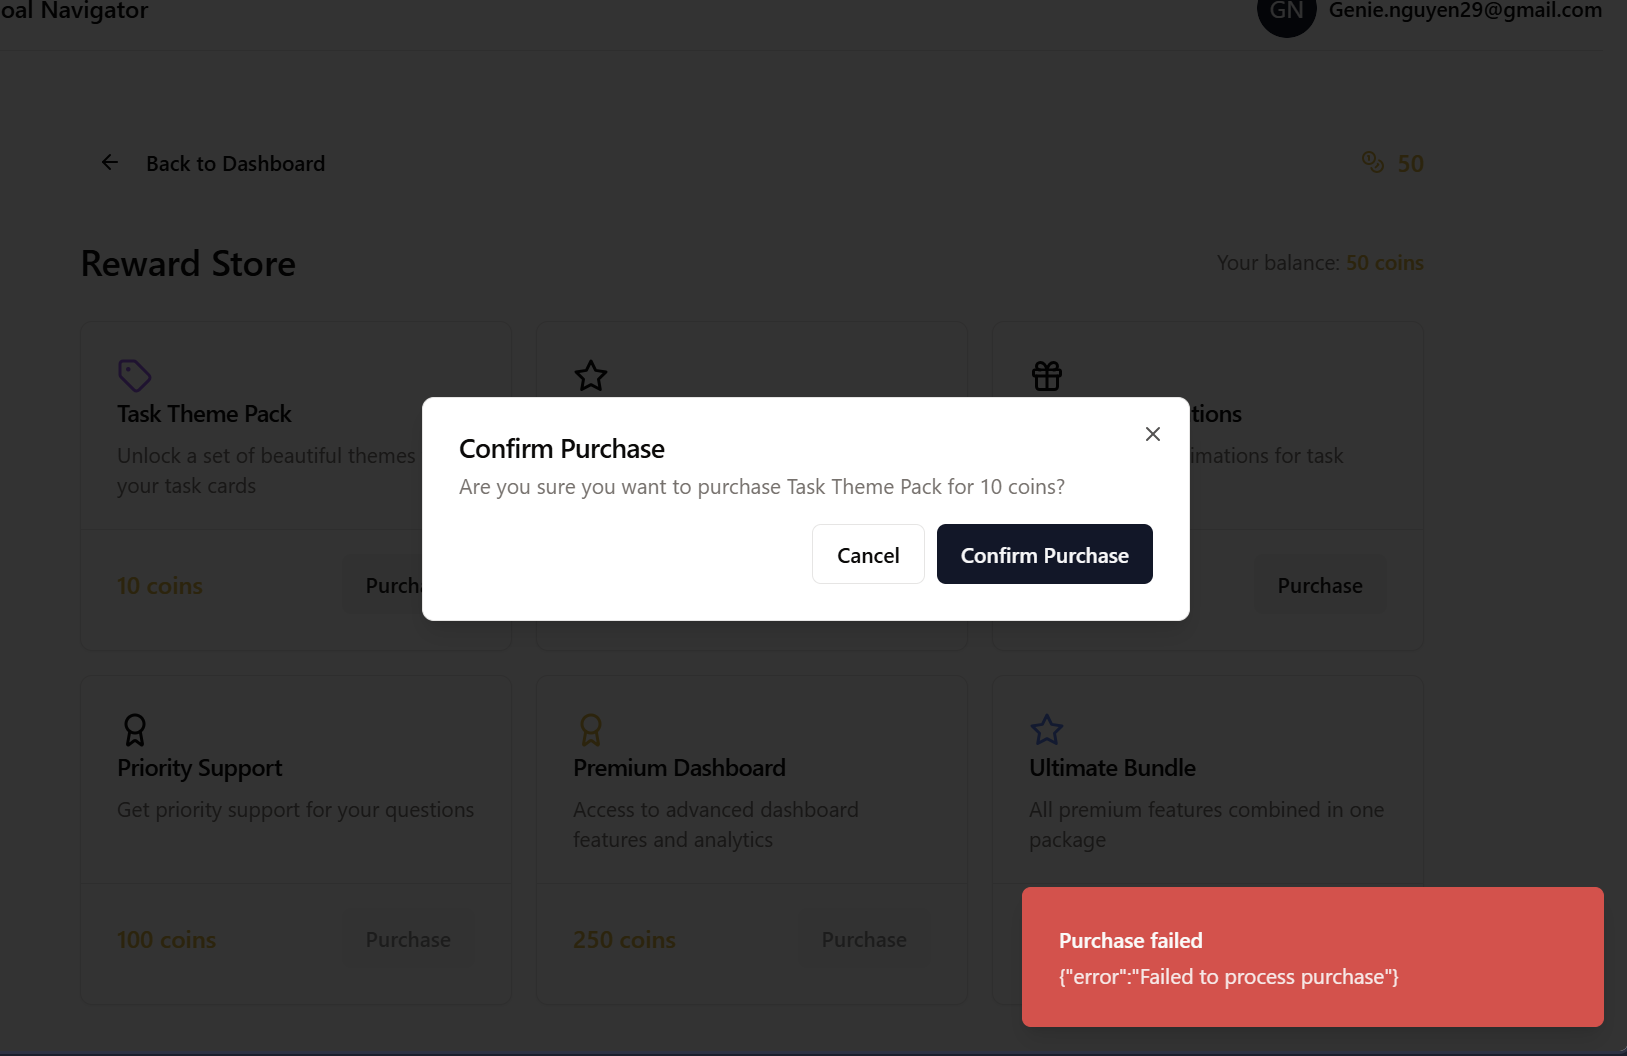 oal Navigator
GN
Genie.nguyen29@gmail.com
Back to Dashboard
50
Reward Store
Your balance: 50 coins
Task Theme Pack
Unlock a set of beautiful themes
your task cards
10 coins
Purcha
tions
imations for task
Purchase
Confirm Purchase
Are you sure you want to purchase Task Theme Pack for 10 coins?
Cancel
Confirm Purchase
Priority Support
Get priority support for your questions
100 coins
Purchase
Premium Dashboard
Access to advanced dashboard
features and analytics
250 coins
Purchase
Ultimate Bundle
All premium features combined in one
package
Purchase failed
{"error":"Failed to process purchase"}